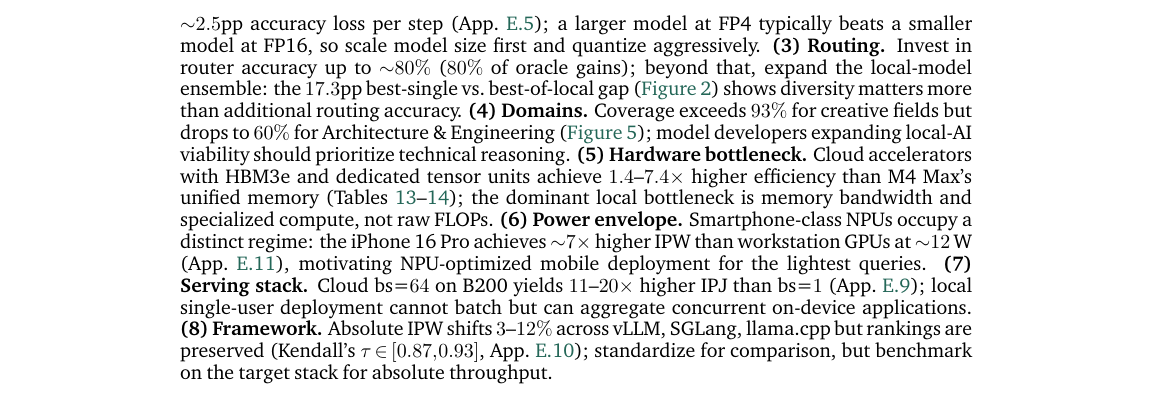 ∼2.5pp accuracy loss per step (App. E.5); a larger model at FP4 typically beats a smaller
model at FP16, so scale model size first and quantize aggressively. (3) Routing. Invest in
router accuracy up to ∼80% (80% of oracle gains); beyond that, expand the local-model
ensemble: the 17.3pp best-single vs. best-of-local gap (Figure 2) shows diversity matters more
than additional routing accuracy. (4) Domains. Coverage exceeds 93% for creative fields but
drops to 60% for Architecture & Engineering (Figure 5); model developers expanding local-AI
viability should prioritize technical reasoning. (5) Hardware bottleneck. Cloud accelerators
with HBM3e and dedicated tensor units achieve 1.4–7.4× higher efficiency than M4 Max's
unified memory (Tables 13–14); the dominant local bottleneck is memory bandwidth and
specialized compute, not raw FLOPs. (6) Power envelope. Smartphone-class NPUs occupy a
distinct regime: the iPhone 16 Pro achieves ∼7× higher IPW than workstation GPUs at ∼12 W
(App. E.11), motivating NPU-optimized mobile deployment for the lightest queries. (7)
Serving stack. Cloud bs=64 on B200 yields 11–20× higher IPJ than bs=1 (App. E.9); local
single-user deployment cannot batch but can aggregate concurrent on-device applications.
(8) Framework. Absolute IPW shifts 3–12% across vLLM, SGLang, llama.cpp but rankings are
preserved (Kendall's τ ∈ [0.87,0.93], App. E.10); standardize for comparison, but benchmark
on the target stack for absolute throughput.